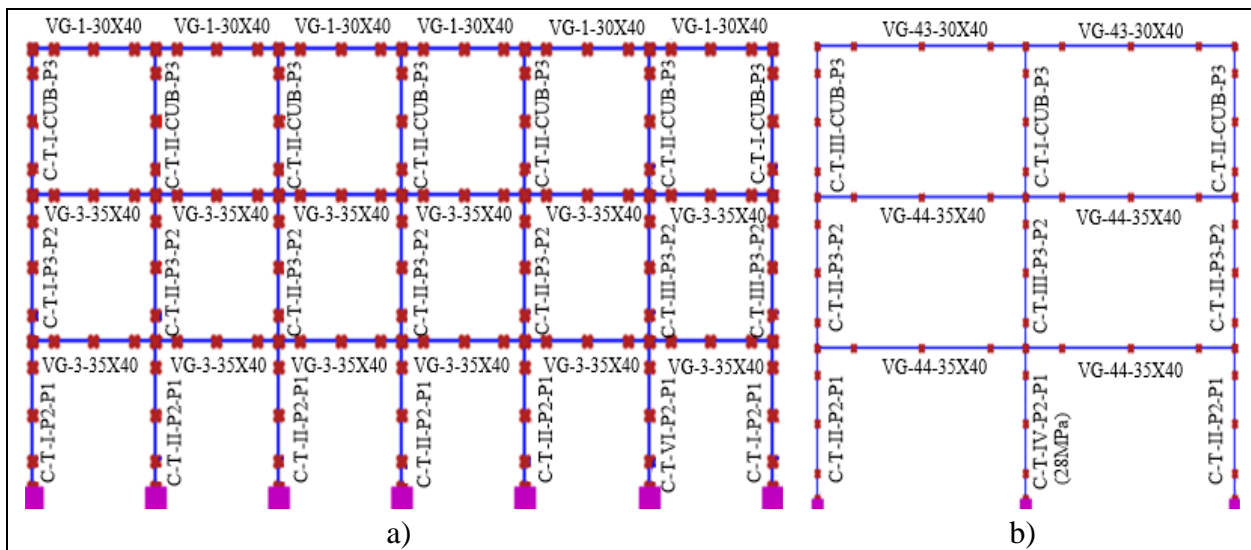 VG-1-30X40
VG-1-30X40
VG-1-30X40
VG-1-30X40
VG-1-30X40
VG-1-30X40
C-T-I-CUB-P3
C-T-II-CUB-P3
C-T-II-CUB-P3
C-T-II-CUB-P3
C-T-II-CUB-P3
C-T-II-CUB-P3
C-T-I-CUB-P3
VG-3-35X40
VG-3-35X40
VG-3-35X40
VG-3-35X40
VG-3-35X40
VG-3-35X40
C-T-I-P3-P2
C-T-II-P3-P2
C-T-II-P3-P2
C-T-II-P3-P2
C-T-II-P3-P2
C-T-III-P3-P2
C-T-III-P3-P2
VG-3-35X40
VG-3-35X40
VG-3-35X40
VG-3-35X40
VG-3-35X40
VG-3-35X40
C-T-I-P2-P1
C-T-II-P2-P1
C-T-II-P2-P1
C-T-II-P2-P1
C-T-II-P2-P1
C-T-VI-P2-P1
C-T-I-P2-P1
a)
VG-43-30X40
VG-43-30X40
C-T-III-CUB-P3
C-T-I-CUB-P3
C-T-II-CUB-P3
VG-44-35X40
VG-44-35X40
C-T-II-P3-P2
C-T-III-P3-P2
C-T-II-P3-P2
VG-44-35X40
VG-44-35X40
C-T-II-P2-P1
C-T-IV-P2-P1
(28MPa)
C-T-II-P2-P1
b)